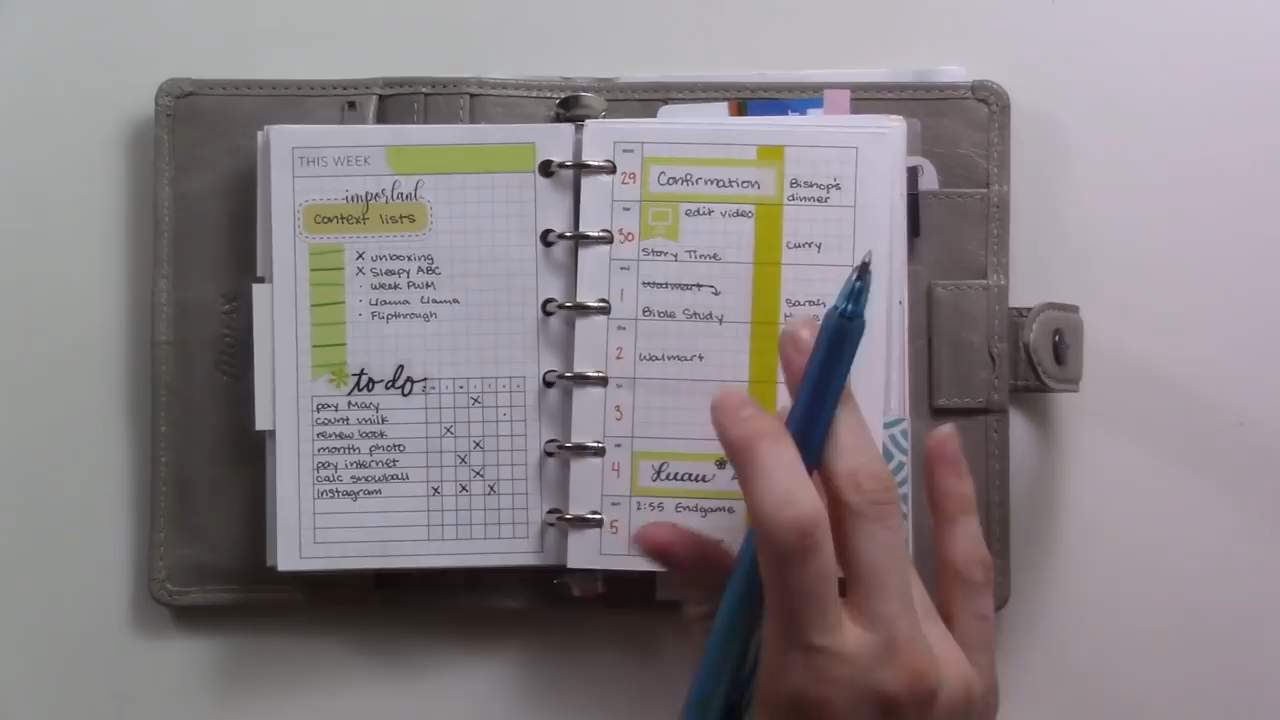 THIS WEEK
important
context lists
x unboxing
x Sleepy ABC
· Week PWM
· Llama Llama
· Flipthrough
to do
pay Mary
count milk
renew book
month photo
pay internet
calc snowball
Instagram
29
Confirmation
Bishop's
dinner
30
edit video
Story Time
curry
1
Walmart
Bible Study
Sarah
2
Walmart
3
4
Luau
5
2:55 Endgame